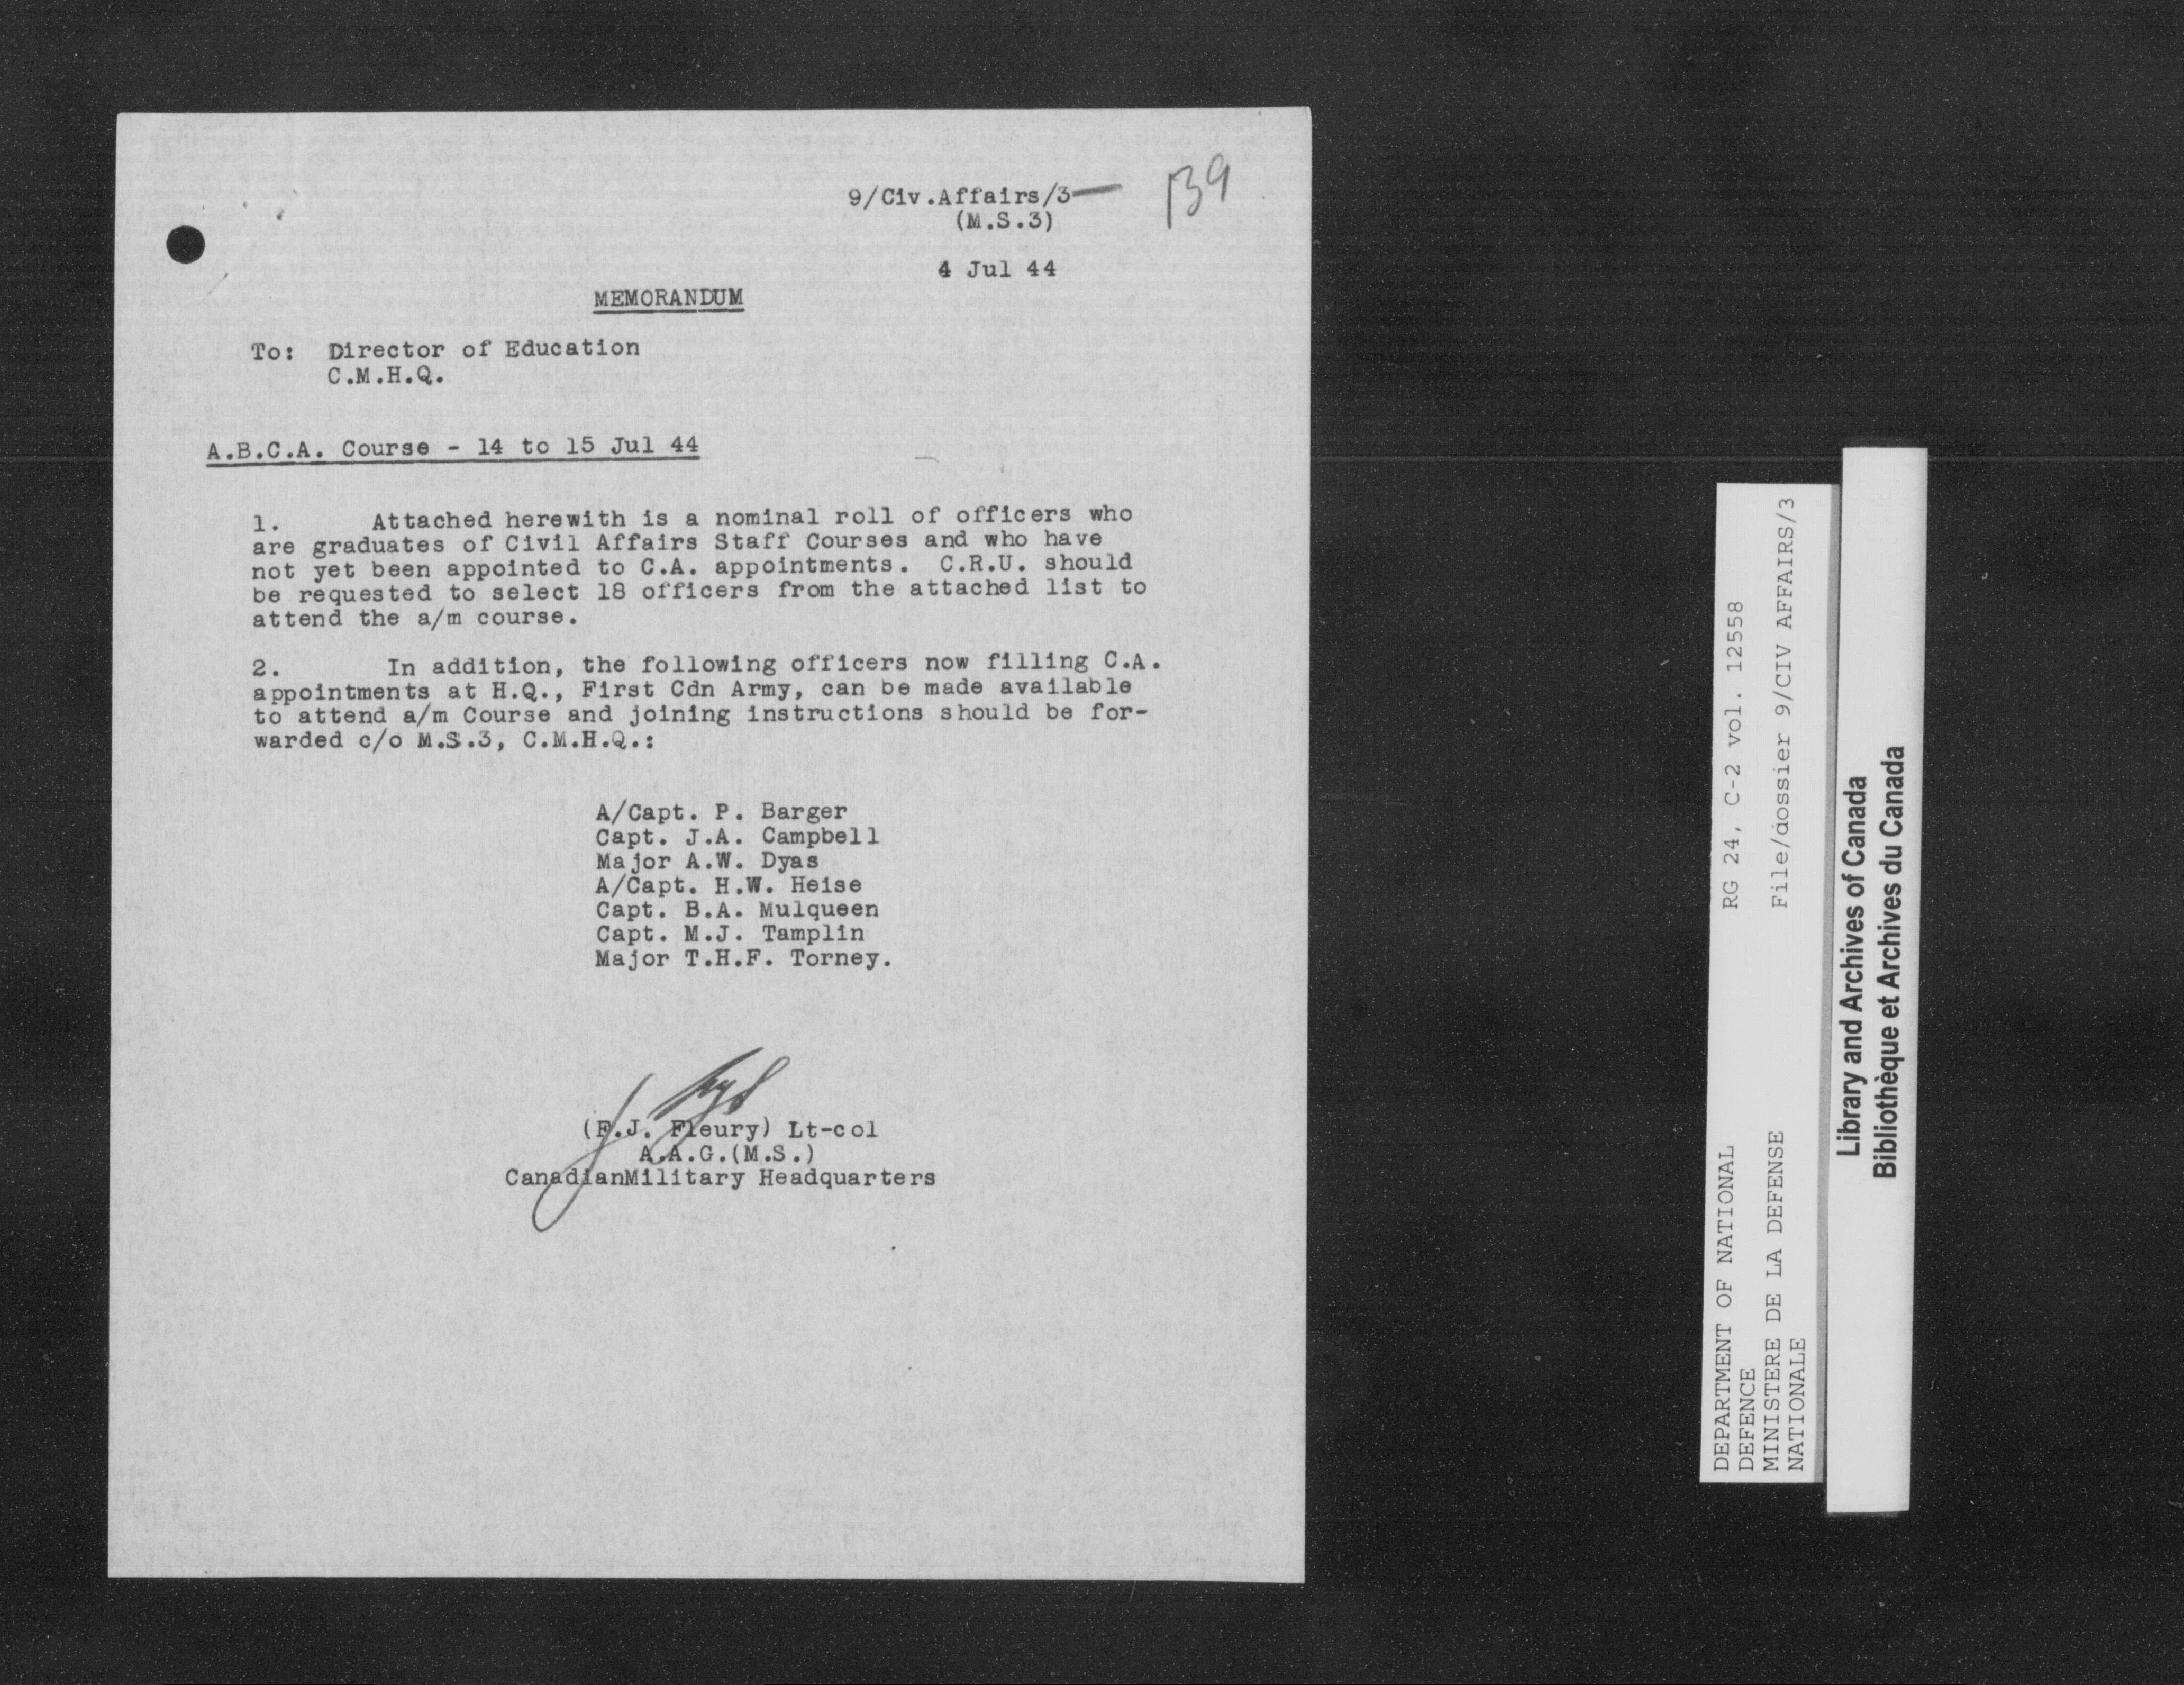 9/Civ.Affairs/3
139
(M.S.3)
4 Jul 44
MEMORANDUM
To: Director of Education
C.M.H.Q.
A.B.C.A. Course - 14 to 15 Jul 44
1. Attached herewith is a nominal roll of officers who
are graduates of Civil Affairs Staff Courses and who have
not yet been appointed to C.A. appointments. C.R.U. should
be requested to select 18 officers from the attached list to
attend the a/m course.
2. In addition, the following officers now filling C.A.
appointments at H.Q., First Cdn Army, can be made available
to attend a/m Course and joining instructions should be for-
warded c/o M.S.3, C.M.H.Q.:
A/Capt. P. Barger
Capt. J.A. Campbell
Major A.W. Dyas
A/Capt. H.W. Heise
Capt. B.A. Mulqueen
Capt. M.J. Tamplin
Major T.H.F. Torney.
(F.J. Fleury) Lt-col
A.A.G.(M.S.)
CanadianMilitary Headquarters
DEPARTMENT OF NATIONAL
DEFENCE
MINISTERE DE LA DEFENSE
NATIONALE
RG 24, C-2 vol. 12558
File/dossier 9/CIV AFFAIRS/3
Library and Archives of Canada
Bibliothèque et Archives du Canada